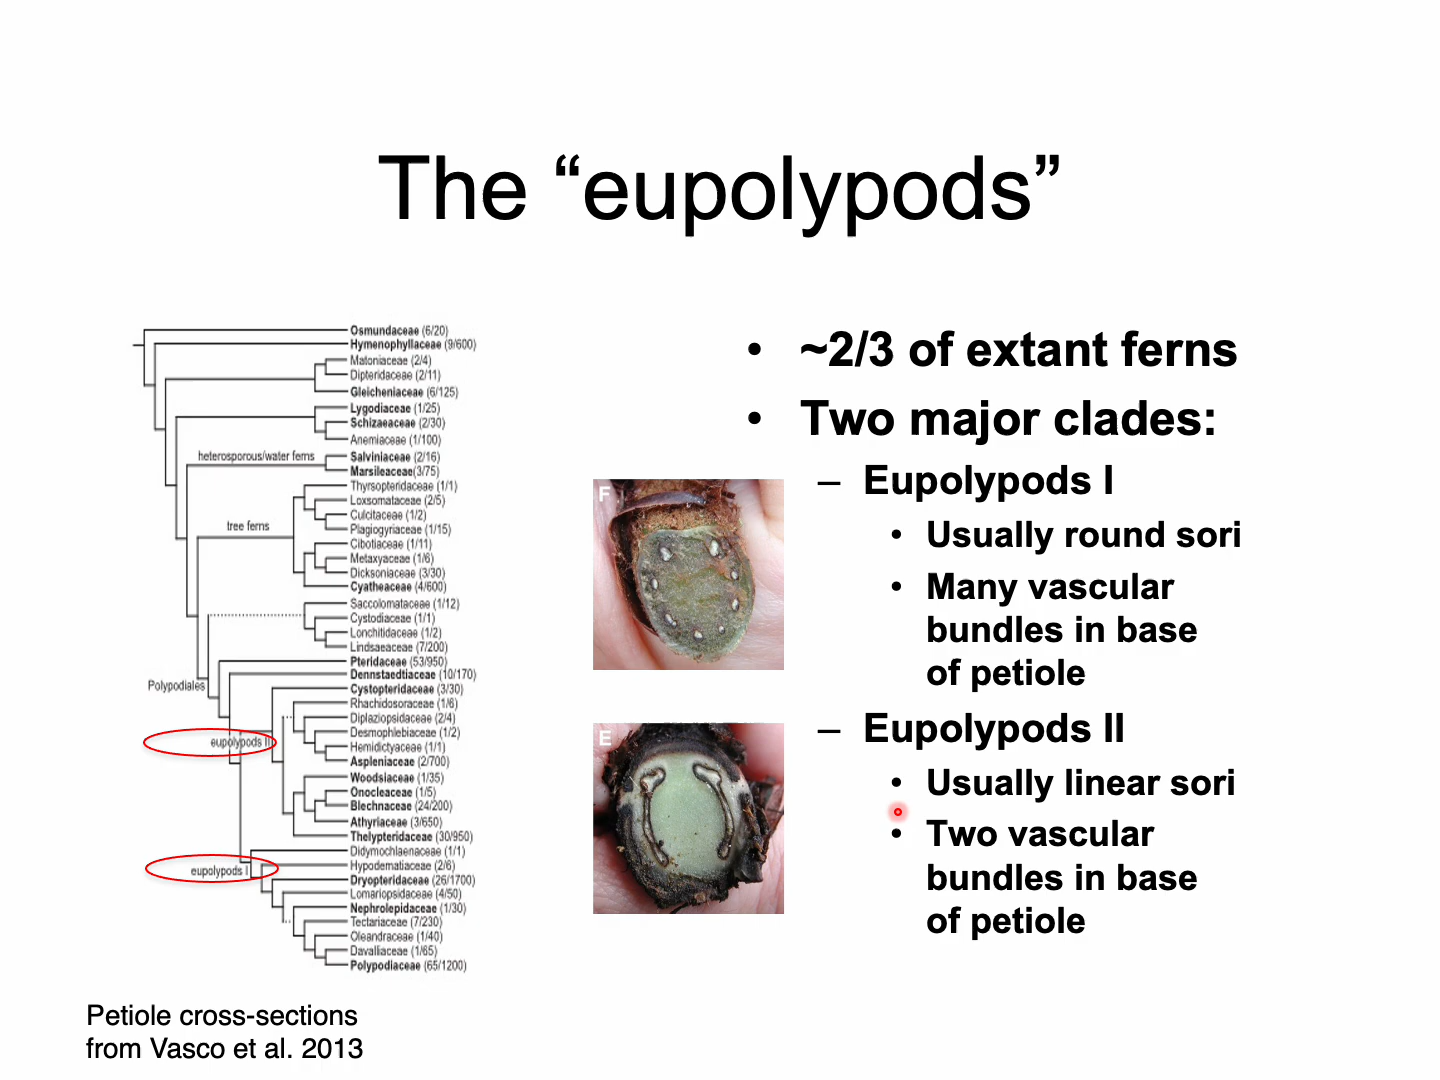 The “eupolypods”
Osmundaceae (6/20)
Hymenophyllaceae (9/600)
Matoniaceae (2/4)
Dipteridaceae (2/11)
Gleicheniaceae (6/125)
Lygodiaceae (1/25)
Schizaeaceae (2/30)
Anemiaceae (1/100)
heterosporous/water ferns
Salviniaceae (2/16)
Marsileaceae(3/75)
Thyrsopteridaceae (1/1)
Loxsomataceae (2/5)
Culcitaceae (1/2)
Plagiogyriaceae (1/15)
tree ferns
Cibotiaceae (1/11)
Metaxyaceae (1/6)
Dicksoniaceae (3/30)
Cyatheaceae (4/600)
Saccolomataceae (1/12)
Cystodiaceae (1/1)
Lonchitidaceae (1/2)
Lindsaeaceae (7/200)
Pteridaceae (53/950)
Dennstaedtiaceae (10/170)
Polypodiales
Cystopteridaceae (3/30)
Rhachidosoraceae (1/6)
Diplaziopsidaceae (2/4)
Desmophlebiaceae (1/2)
eupolypods II
Hemidictyaceae (1/1)
Aspleniaceae (2/700)
Woodsiaceae (1/35)
Onocleaceae (1/5)
Blechnaceae (24/200)
Athyriaceae (3/650)
Thelypteridaceae (30/950)
Didymochlaenaceae (1/1)
Hypodematiaceae (2/6)
eupolypods I
Dryopteridaceae (26/1700)
Lomariopsidaceae (4/50)
Nephrolepidaceae (1/30)
Tectariaceae (7/230)
Oleandraceae (1/40)
Davalliaceae (1/65)
Polypodiaceae (65/1200)
• ~2/3 of extant ferns
• Two major clades:
– Eupolypods I
F
• Usually round sori
• Many vascular
bundles in base
of petiole
– Eupolypods II
E
• Usually linear sori
• Two vascular
bundles in base
of petiole
Petiole cross-sections
from Vasco et al. 2013